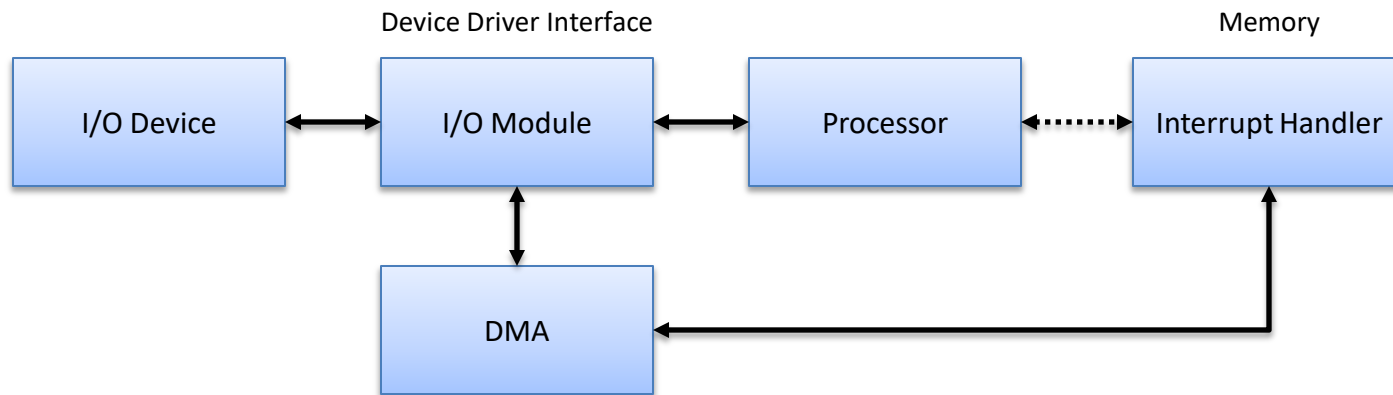 Device Driver Interface
Memory
I/O Device
I/O Module
Processor
Interrupt Handler
DMA